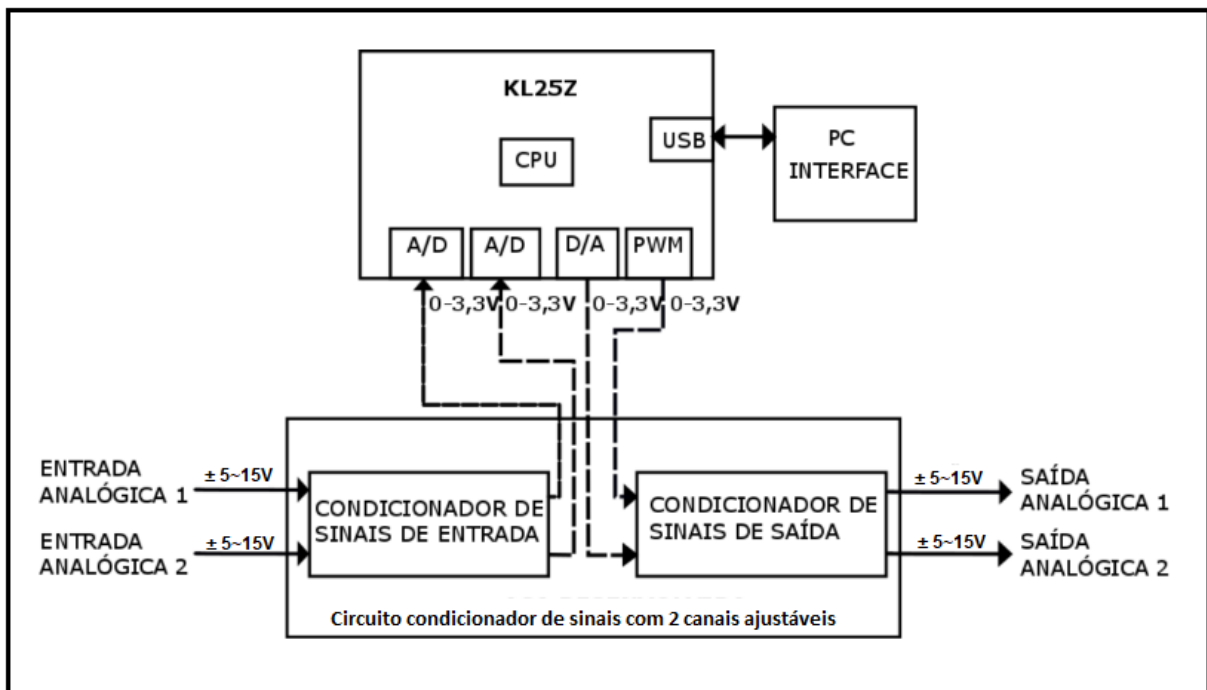 KL25Z
CPU
USB
PC
INTERFACE
A/D
A/D
D/A
PWM
0-3,3V
0-3,3V
0-3,3V
0-3,3V
ENTRADA
ANALÓGICA 1
± 5~15V
ENTRADA
ANALÓGICA 2
± 5~15V
CONDICIONADOR DE
SINAIS DE ENTRADA
CONDICIONADOR DE
SINAIS DE SAÍDA
± 5~15V
SAÍDA
ANALÓGICA 1
± 5~15V
SAÍDA
ANALÓGICA 2
Circuito condicionador de sinais com 2 canais ajustáveis